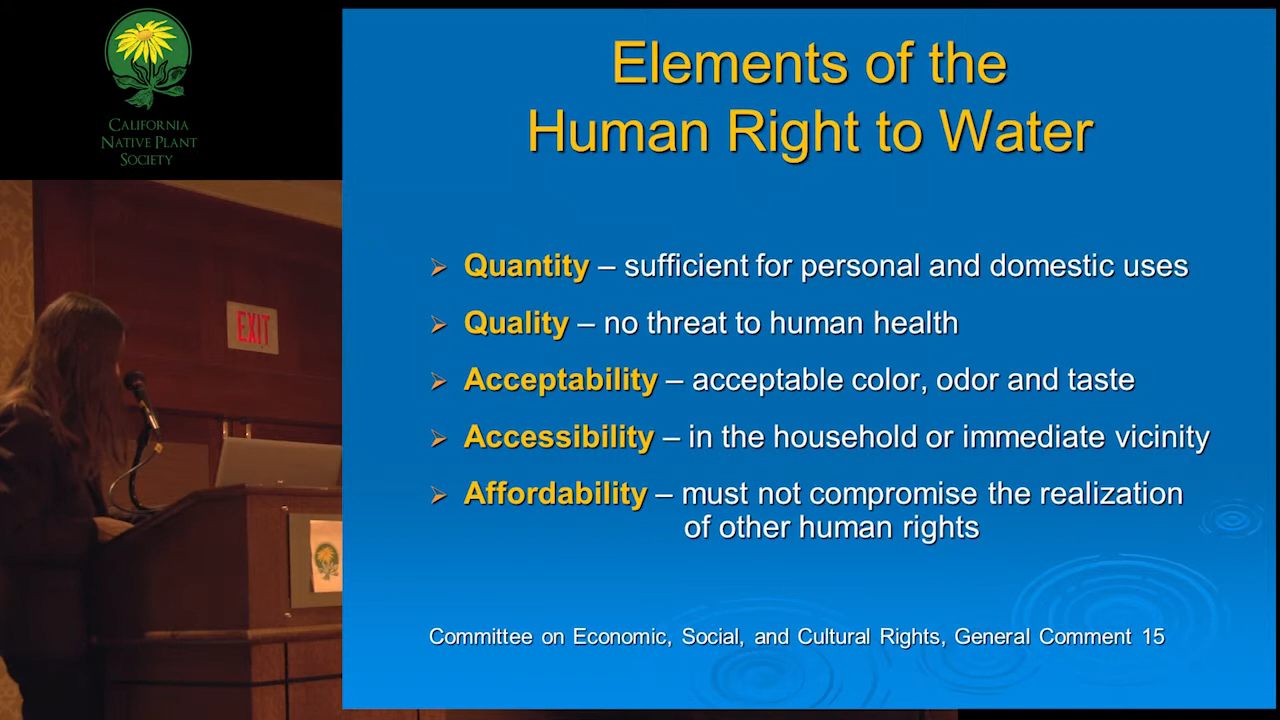 CALIFORNIA
NATIVE PLANT
SOCIETY
EXIT
Elements of the
Human Right to Water
Quantity – sufficient for personal and domestic uses
Quality – no threat to human health
Acceptability – acceptable color, odor and taste
Accessibility – in the household or immediate vicinity
Affordability – must not compromise the realization
of other human rights
Committee on Economic, Social, and Cultural Rights, General Comment 15